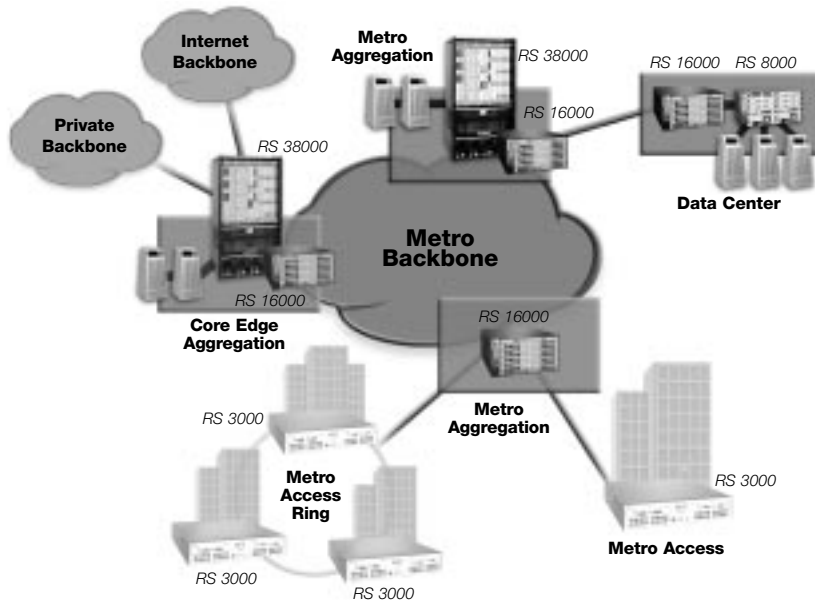 Internet
Backbone
Private
Backbone
RS 38000
RS 16000
Core Edge
Aggregation
Metro
Aggregation
RS 38000
RS 16000
RS 16000
RS 8000
Data Center
Metro
Backbone
RS 16000
Metro
Aggregation
RS 3000
Metro
Access
Ring
RS 3000
RS 3000
RS 3000
Metro Access